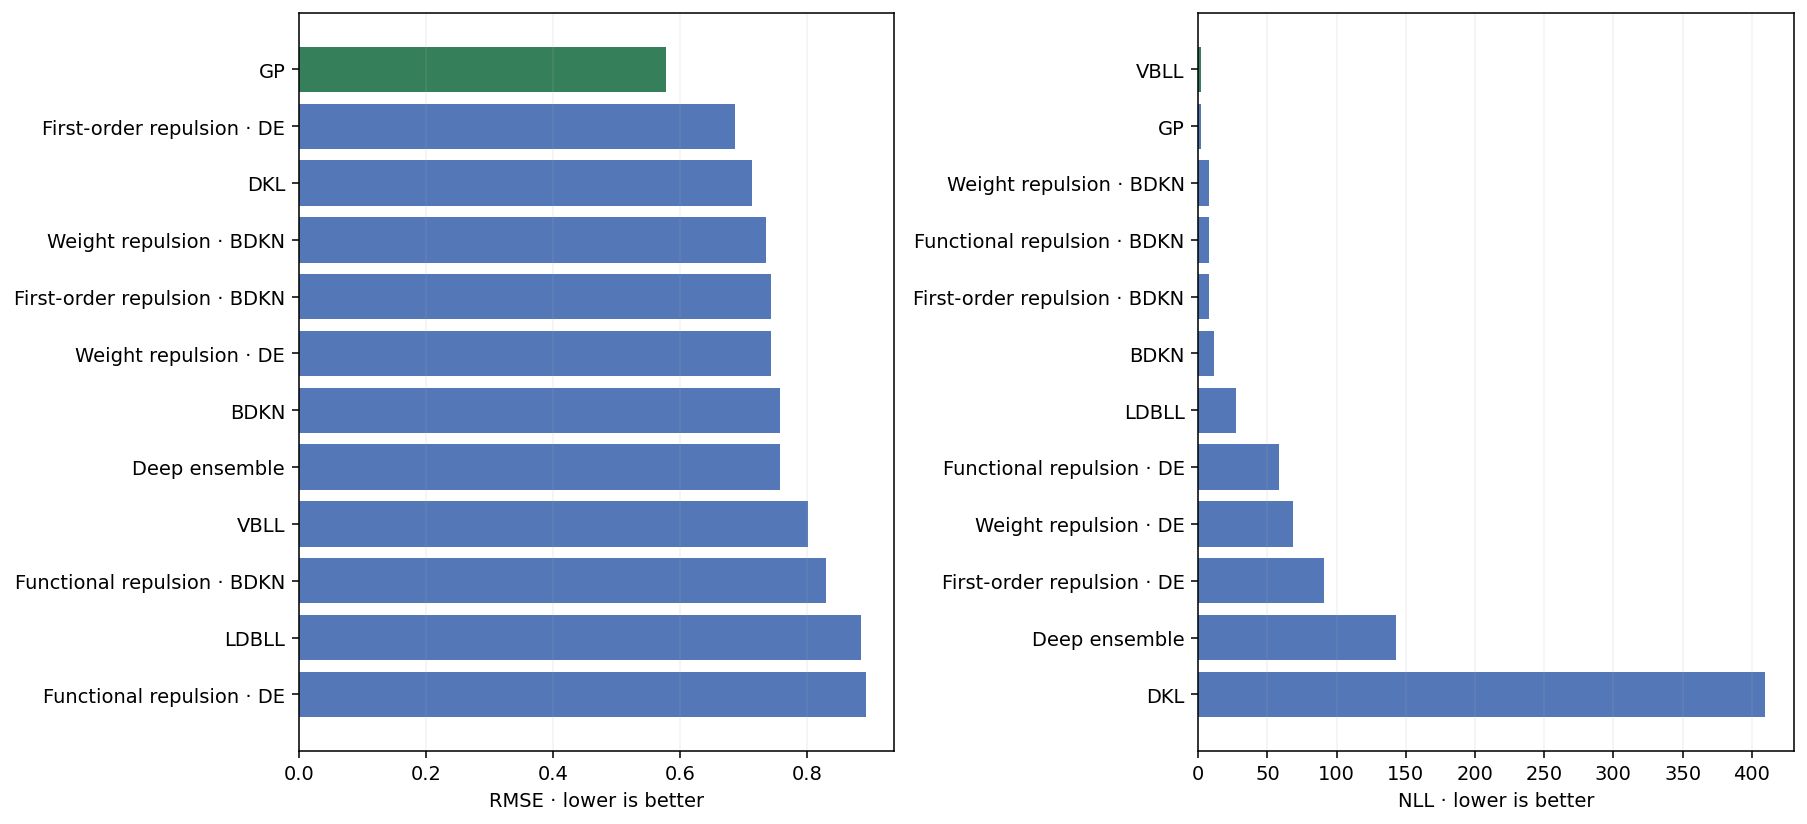 GP
First-order repulsion · DE
DKL
Weight repulsion · BDKN
First-order repulsion · BDKN
Weight repulsion · DE
BDKN
Deep ensemble
VBLL
Functional repulsion · BDKN
LDBLL
Functional repulsion · DE
0.0 0.2 0.4 0.6 0.8
RMSE · lower is better
VBLL
GP
Weight repulsion · BDKN
Functional repulsion · BDKN
First-order repulsion · BDKN
BDKN
LDBLL
Functional repulsion · DE
Weight repulsion · DE
First-order repulsion · DE
Deep ensemble
DKL
0 50 100 150 200 250 300 350 400
NLL · lower is better